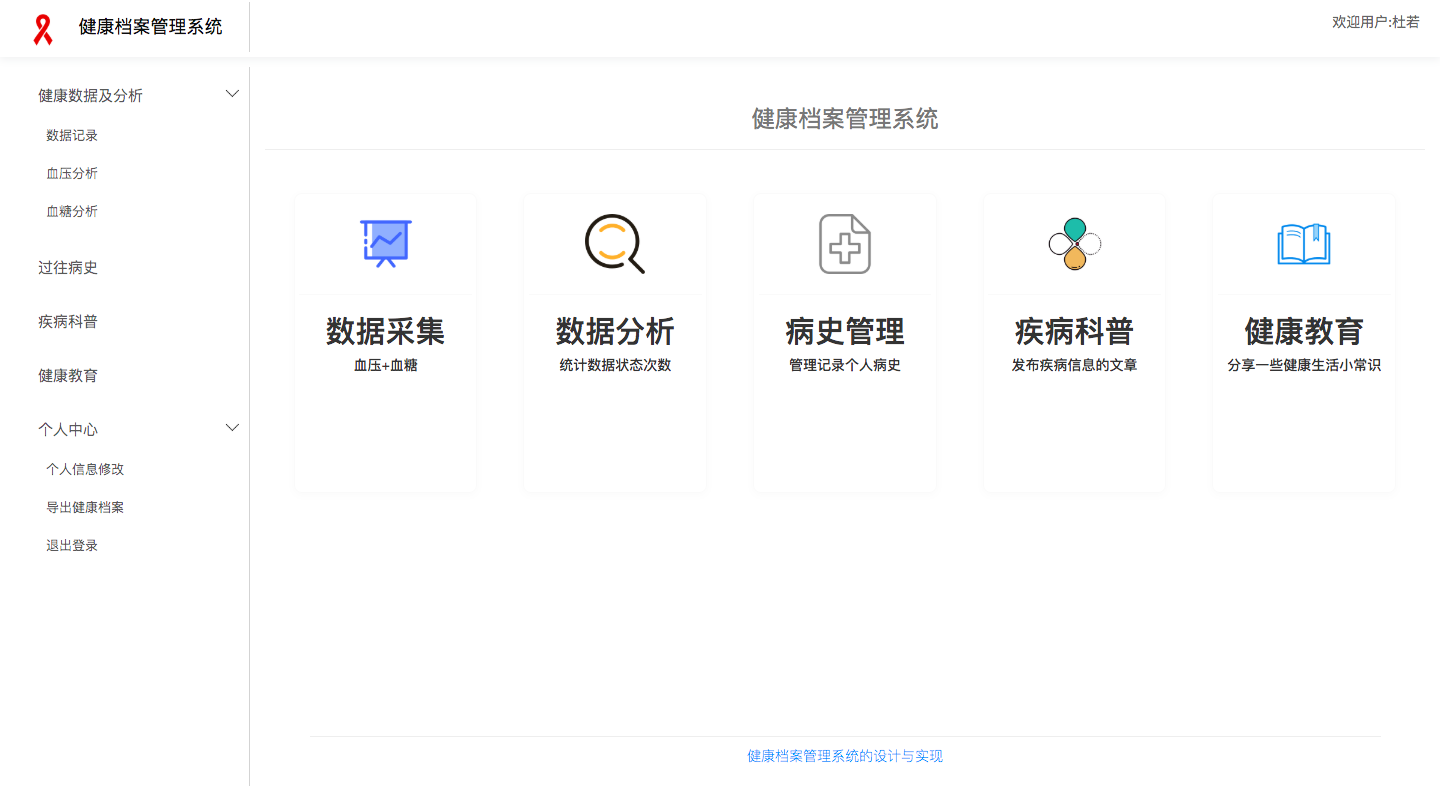 健康档案管理系统
欢迎用户:杜若
健康数据及分析
数据记录
血压分析
血糖分析
过往病史
疾病科普
健康教育
个人中心
个人信息修改
导出健康档案
退出登录
健康档案管理系统
数据采集
血压+血糖
数据分析
统计数据状态次数
病史管理
管理记录个人病史
疾病科普
发布疾病信息的文章
健康教育
分享一些健康生活小常识
健康档案管理系统的设计与实现